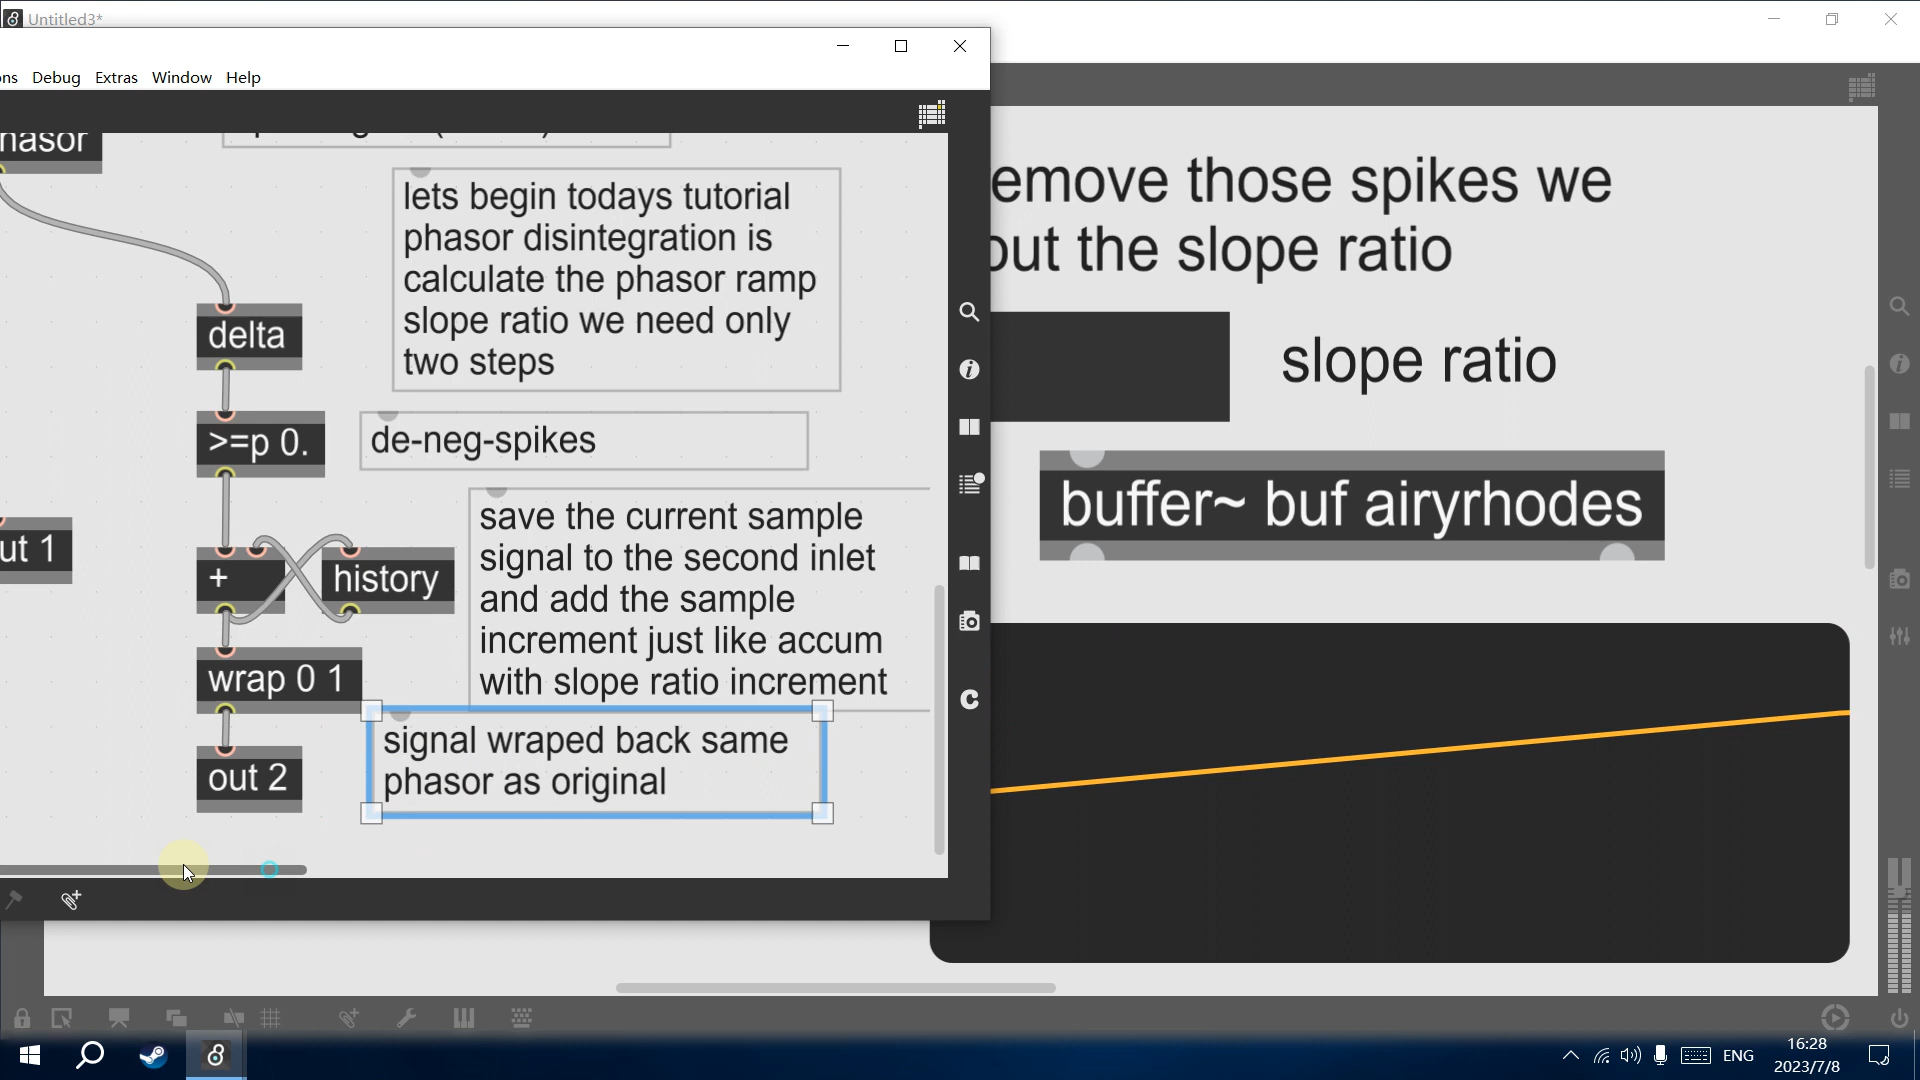 Untitled3*
ons Debug Extras Window Help
hasor
lets begin todays tutorial
phasor disintegration is
calculate the phasor ramp
slope ratio we need only
two steps
delta
>=p 0.
de-neg-spikes
save the current sample
signal to the second inlet
and add the sample
increment just like accum
with slope ratio increment
ut 1
+
history
wrap 0 1
signal wraped back same
phasor as original
out 2
emove those spikes we
out the slope ratio
slope ratio
buffer~ buf airyrhodes
ENG
16:28
2023/7/8